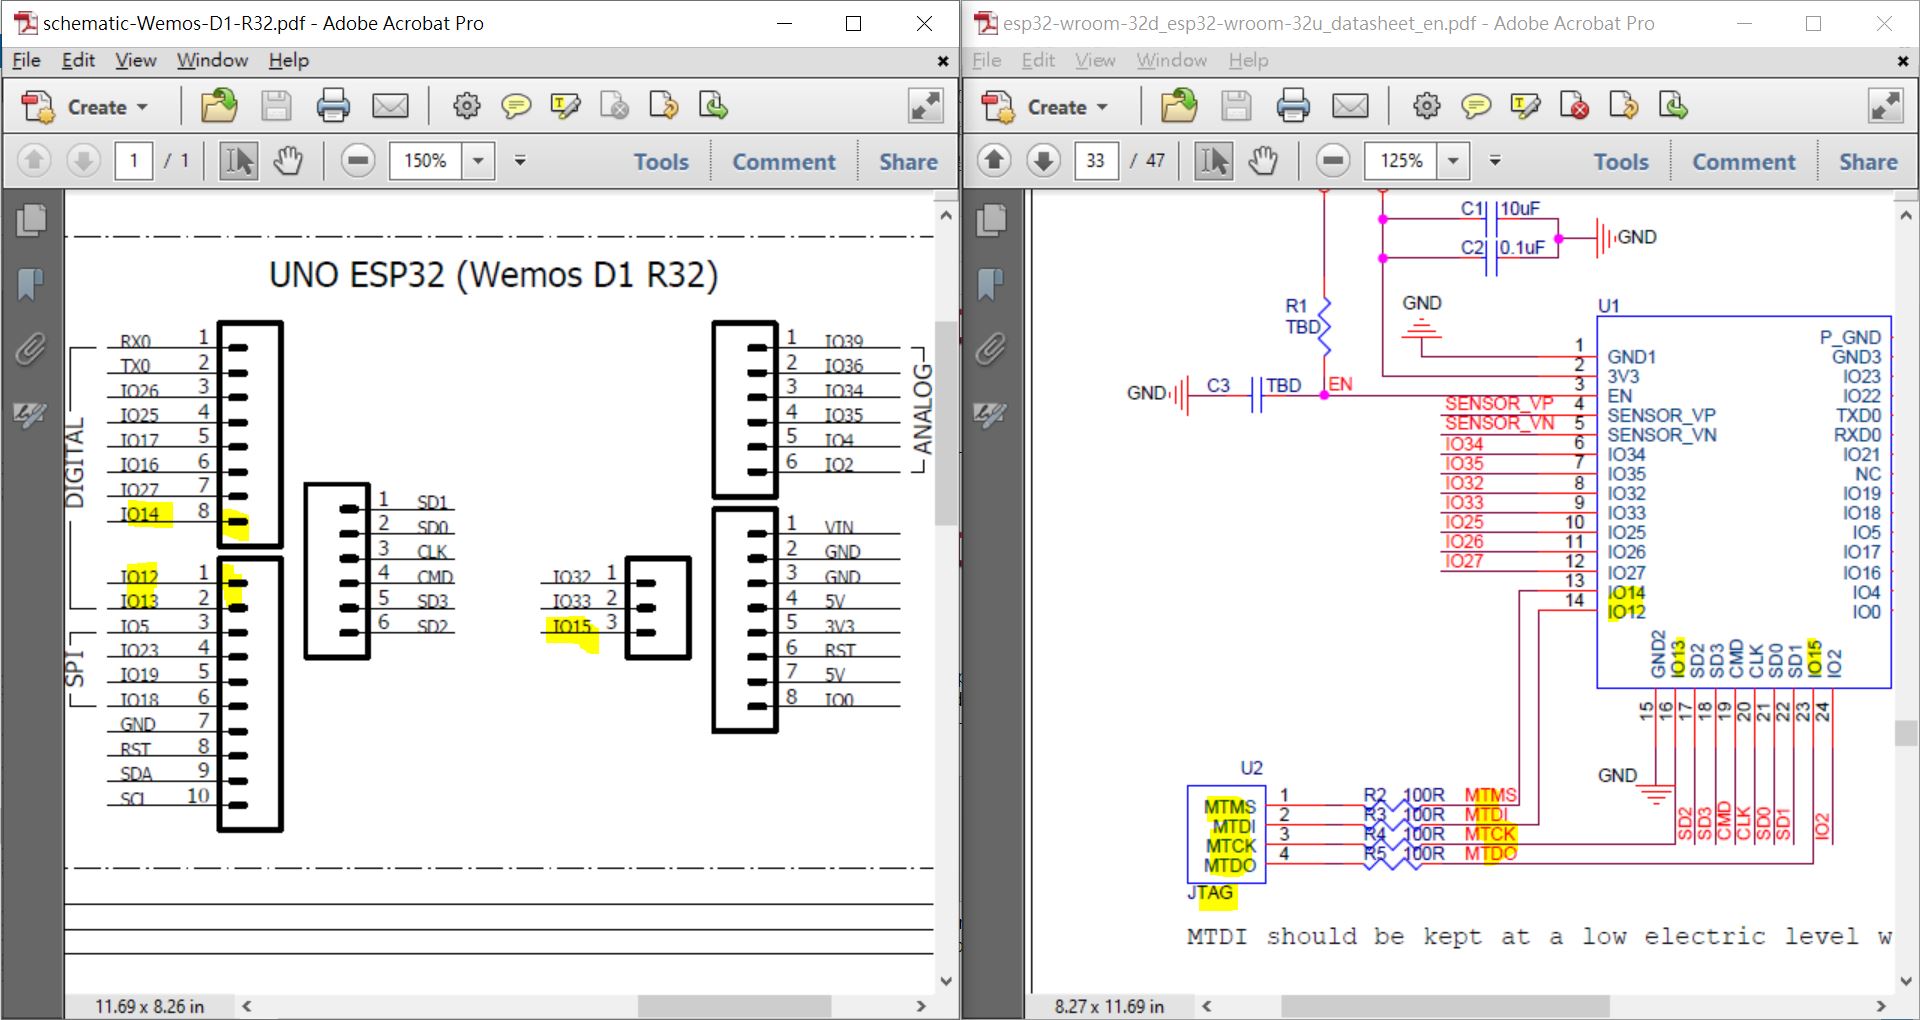 schematic-Wemos-D1-R32.pdf - Adobe Acrobat Pro
File Edit View Window Help
Create
1 / 1
150%
Tools Comment Share
UNO ESP32 (Wemos D1 R32)
DIGITAL
RX0 1
TX0 2
IO26 3
IO25 4
IO17 5
IO16 6
IO27 7
IO14 8
IO12 1
IO13 2
SPI
IO5 3
IO23 4
IO19 5
IO18 6
GND 7
RST 8
SDA 9
SCL 10
1 SD1
2 SD0
3 CLK
4 CMD
5 SD3
6 SD2
IO32 1
IO33 2
IO15 3
1 IO39
2 IO36
3 IO34
4 IO35
5 IO4
6 IO2
ANALOG
1 VIN
2 GND
3 GND
4 5V
5 3V3
6 RST
7 5V
8 IO0
11.69 x 8.26 in
esp32-wroom-32d_esp32-wroom-32u_datasheet_en.pdf - Adobe Acrobat Pro
File Edit View Window Help
Create
33 / 47
125%
Tools Comment Share
C1 10uF
C2 0.1uF
GND
R1
TBD
GND
GND
C3 TBD
EN
SENSOR_VP
SENSOR_VN
IO34
IO35
IO32
IO33
IO25
IO26
IO27
U1
1 GND1
2 3V3
3 EN
4 SENSOR_VP
5 SENSOR_VN
6 IO34
7 IO35
8 IO32
9 IO33
10 IO25
11 IO26
12 IO27
13 IO14
14 IO12
P_GND
GND3
IO23
IO22
TXD0
RXD0
IO21
NC
IO19
IO18
IO5
IO17
IO16
IO4
IO0
GND2 IO13 SD2 SD3 CMD CLK SD0 SD1 IO15 IO2
15 16 17 18 19 20 21 22 23 24
GND
SD2 SD3 CMD CLK SD0 SD1 IO2
U2
MTMS 1 R2 100R MTMS
MTDI 2 R3 100R MTDI
MTCK 3 R4 100R MTCK
MTDO 4 R5 100R MTDO
JTAG
MTDI should be kept at a low electric level w
8.27 x 11.69 in